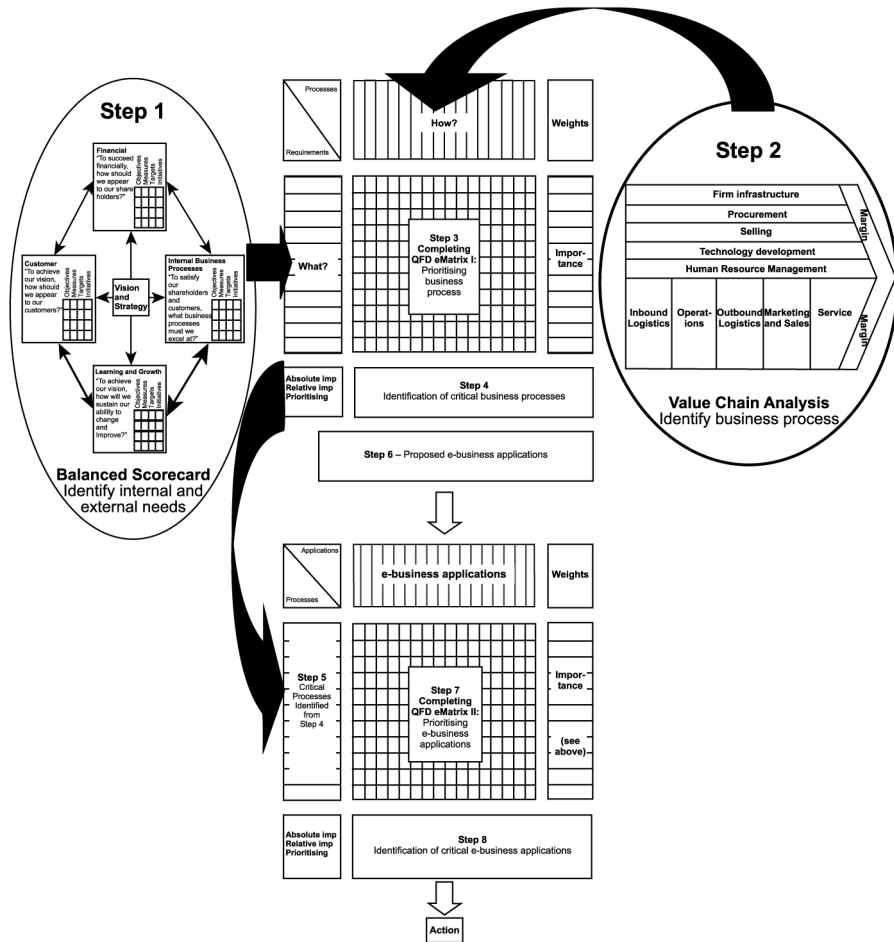 Step 1
Financial
"To succeed
financially,
how should
we appear
to our share
holders?"
Objectives
Measures
Targets
Initiatives
Customer
"To achieve
our vision,
how should
we appear
to our
customers?"
Objectives
Measures
Targets
Initiatives
Vision and
Strategy
Internal Business
Processes
"To satisfy
our
shareholders
and
customers,
what business
processes
must we
excel at?"
Objectives
Measures
Targets
Initiatives
Learning and Growth
"To achieve
our vision,
how will we
sustain our
ability to
change
and
Improve?"
Objectives
Measures
Targets
Initiatives
Balanced Scorecard
Identify internal and
external needs
Processes
Requirements
How?
Weights
What?
Step 3
Completing
QFD eMatrix I:
Prioritising
business
process
Impor-
tance
Step 2
Firm infrastructure
Procurement
Selling
Technology development
Human Resource Management
Inbound
Logistics
Operat-
ions
Outbound
Logistics
Marketing
and Sales
Service
Margin
Margin
Value Chain Analysis
Identify business process
Absolute imp
Relative imp
Prioritising
Step 4
Identification of critical business processes
Step 6 – Proposed e-business applications
Applications
Processes
e-business applications
Weights
Step 5
Critical
Processes
Identified
from
Step 4
Step 7
Completing
QFD eMatrix II:
Prioritising
e-business
applications
Impor-
tance
(see
above)
Absolute imp
Relative imp
Prioritising
Step 8
Identification of critical e-business applications
Action